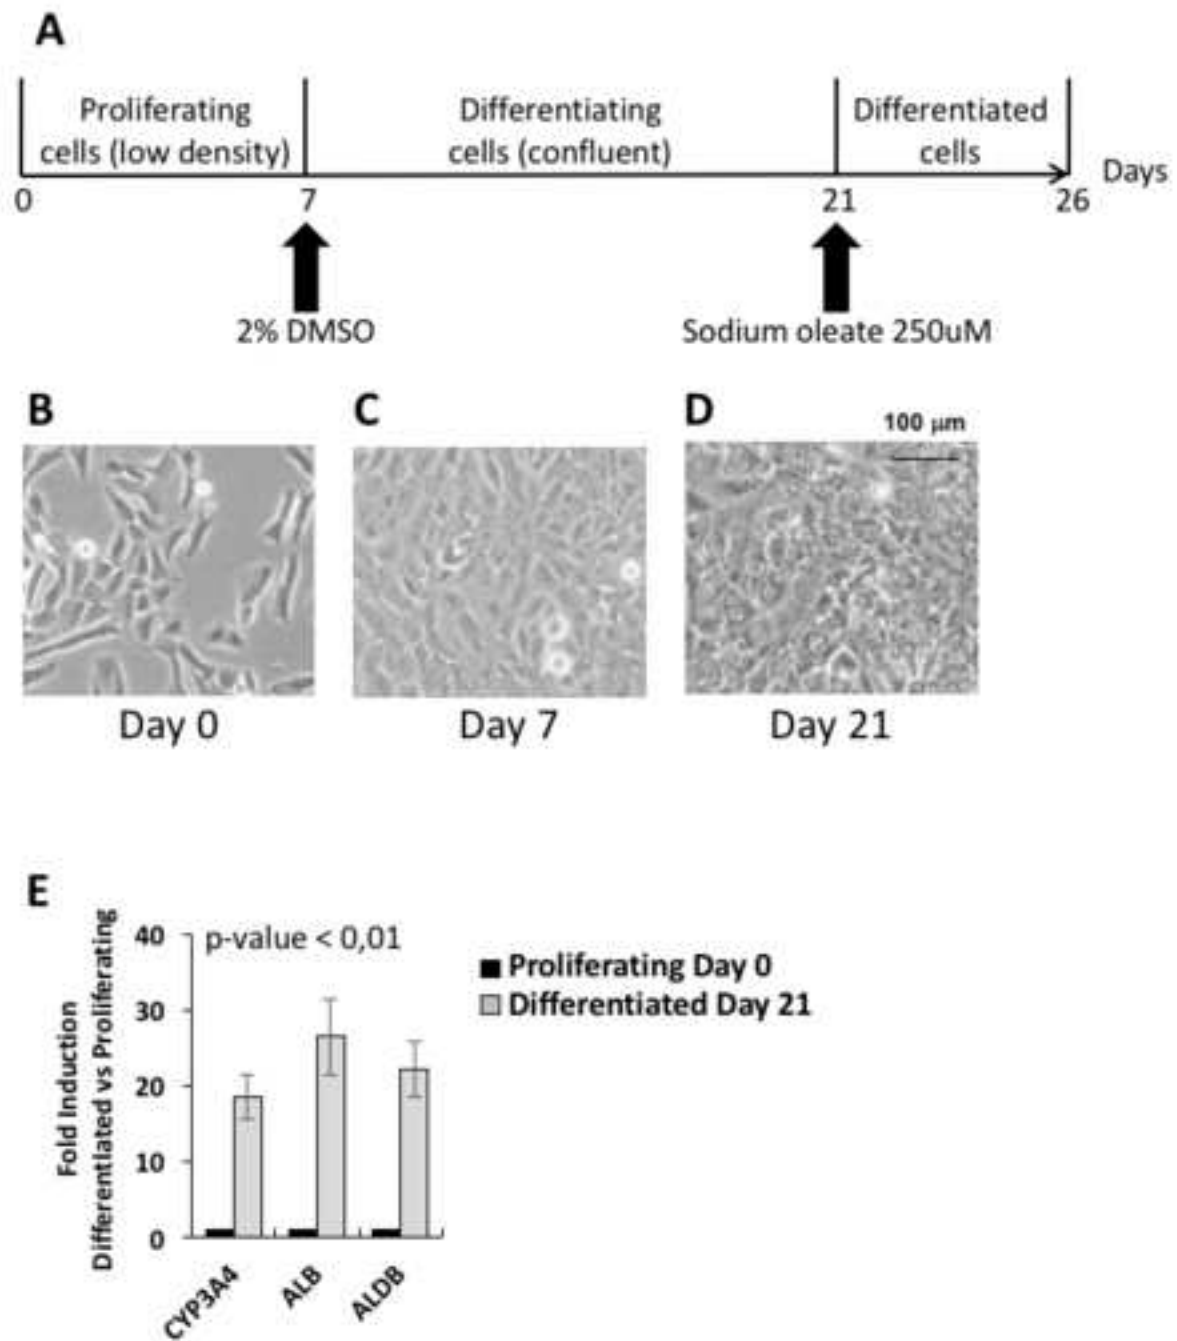 A
Proliferating
cells (low density)
Differentiating
cells (confluent)
Differentiated
cells
Days
0
7
21
26
2% DMSO
Sodium oleate 250uM
B
C
D
100 µm
Day 0
Day 7
Day 21
E
Fold Induction
Differentiated vs Proliferating
40
30
20
10
0
p-value < 0,01
Proliferating Day 0
Differentiated Day 21
CYP3A4
ALB
ALDB